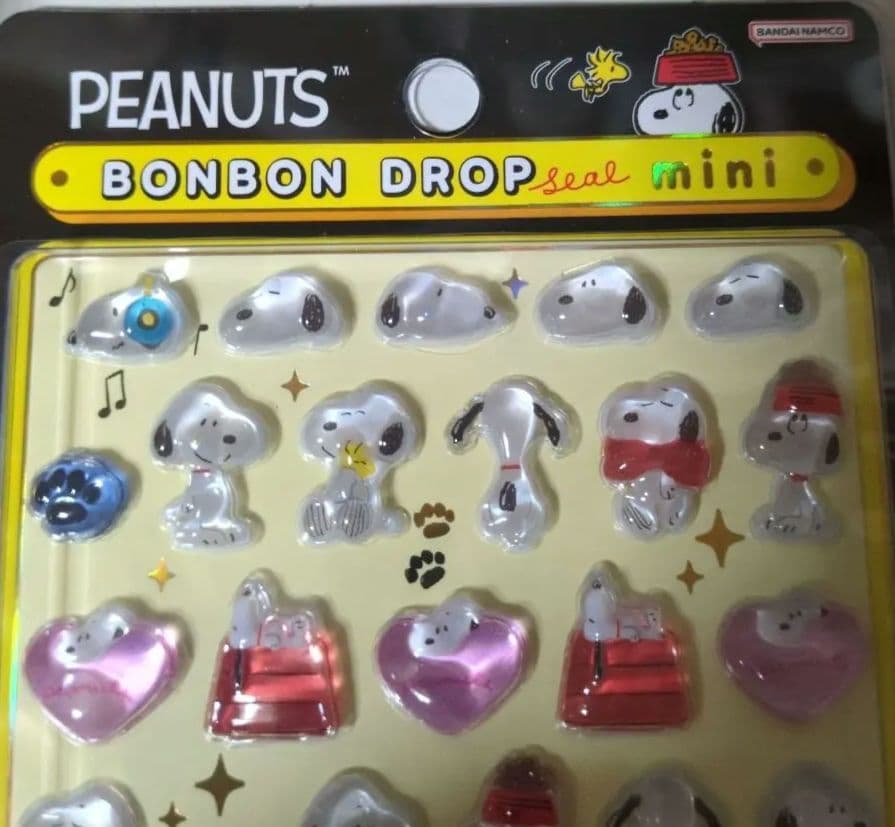 BANDAI NAMCO
PEANUTS™
BONBON DROP seal mini